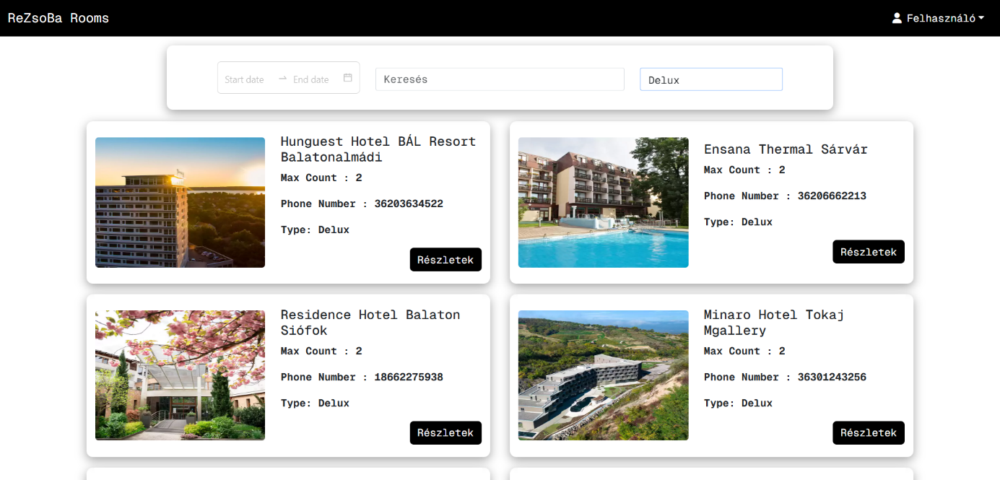 ReZsoBa Rooms
Felhasználó
Start date
End date
Keresés
Delux
Hunguest Hotel BÁL Resort
Balatonalmádi
Max Count : 2
Phone Number : 36203634522
Type: Delux
Részletek
Ensana Thermal Sárvár
Max Count : 2
Phone Number : 36206662213
Type: Delux
Részletek
Residence Hotel Balaton
Siófok
Max Count : 2
Phone Number : 18662275938
Type: Delux
Részletek
Minaro Hotel Tokaj
Mgallery
Max Count : 2
Phone Number : 36301243256
Type: Delux
Részletek